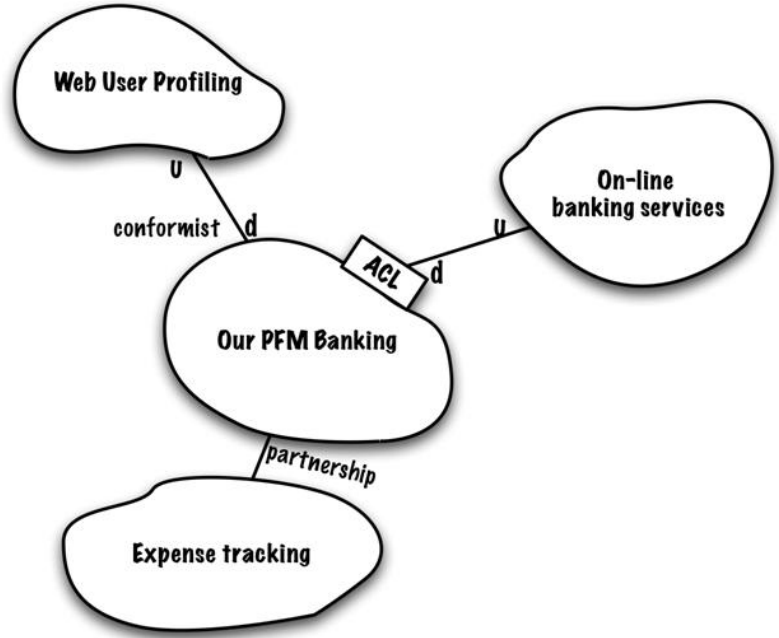 Web User Profiling
U
conformist
d
On-line
banking services
u
ACL
d
Our PFM Banking
partnership
Expense tracking